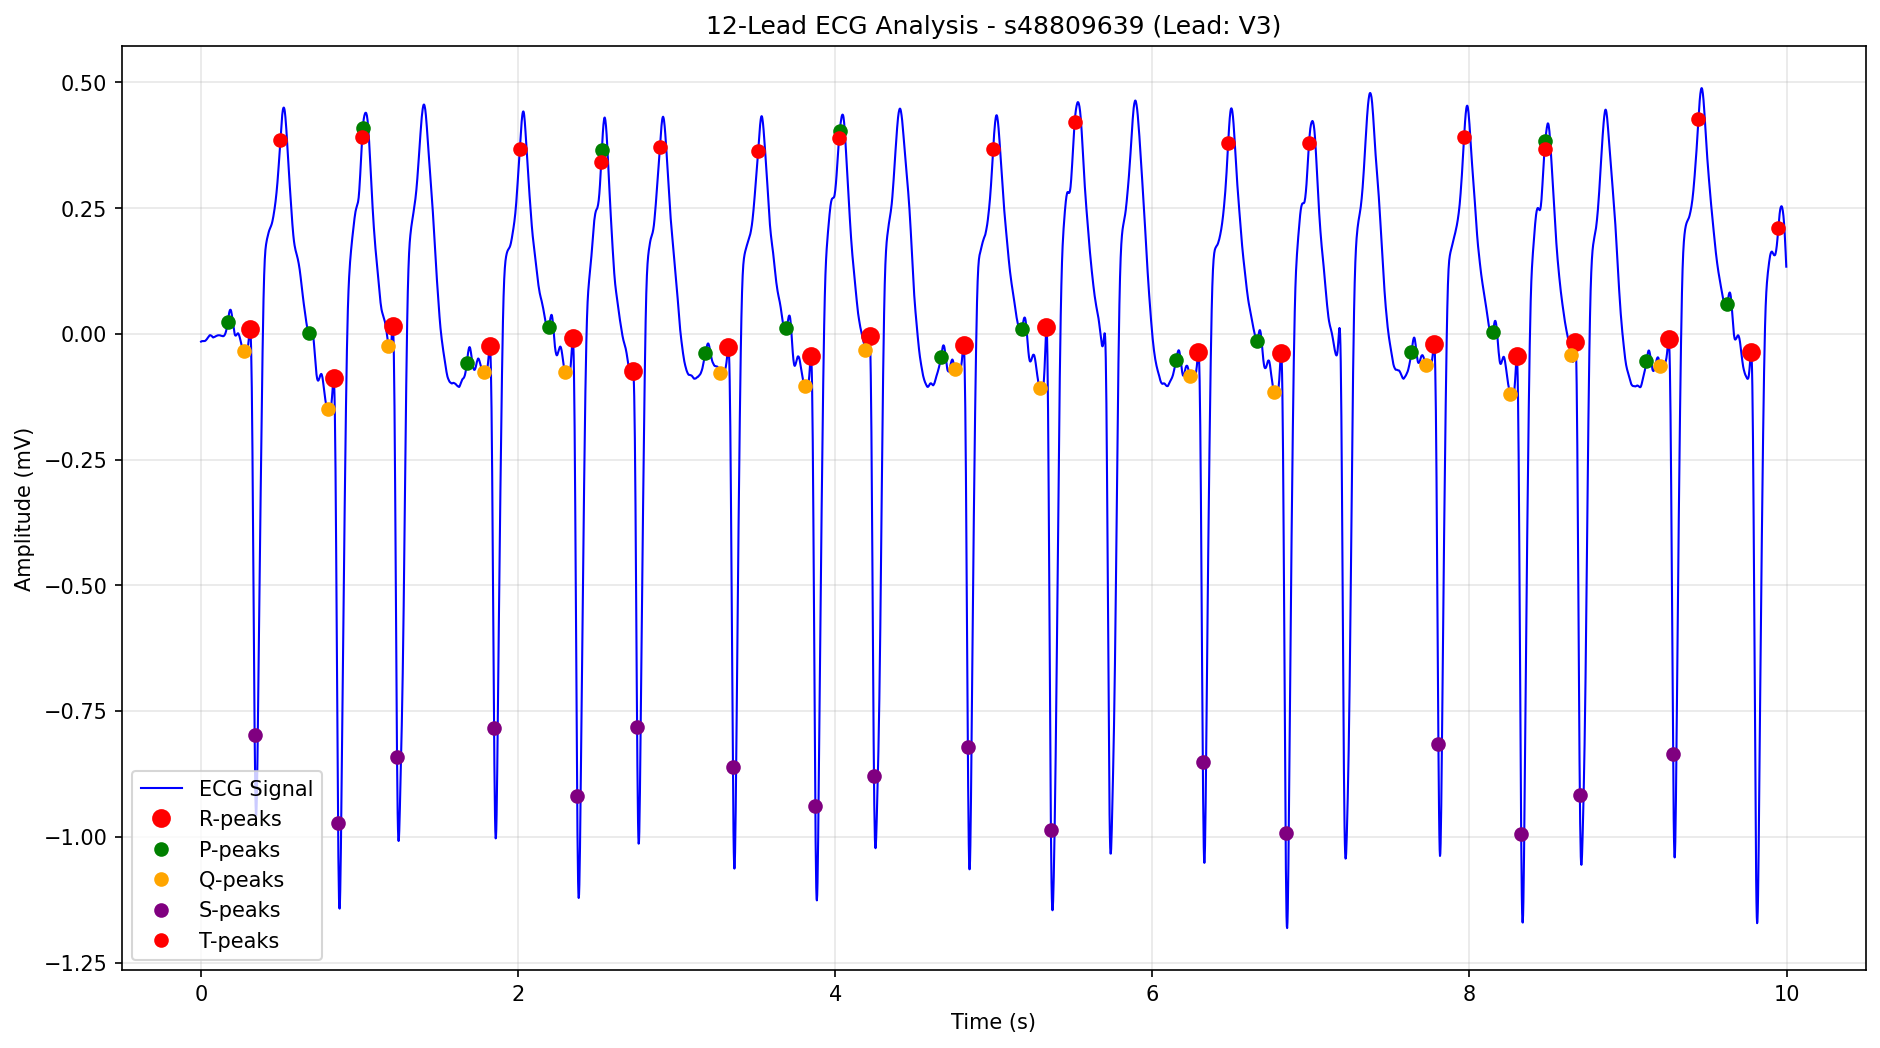 12-Lead ECG Analysis - s48809639 (Lead: V3)
0.50
0.25
0.00
−0.25
−0.50
−0.75
−1.00
−1.25
Amplitude (mV)
ECG Signal
R-peaks
P-peaks
Q-peaks
S-peaks
T-peaks
0 2 4 6 8 10
Time (s)